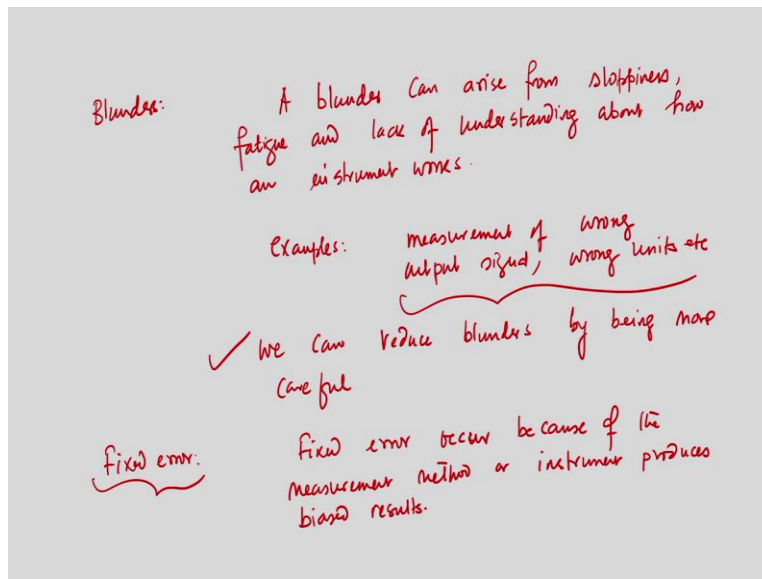 Blunders: A blunder can arise from sloppiness,
fatigue and lack of understanding about how
an instrument works.
Examples: measurement of wrong
output signal, wrong units etc
✓ We can reduce blunders by being more
careful
Fixed error: Fixed error occur because of the
measurement method or instrument produces
biased results.